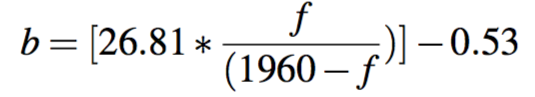 b = [26.81 * f/(1960 − f)] − 0.53